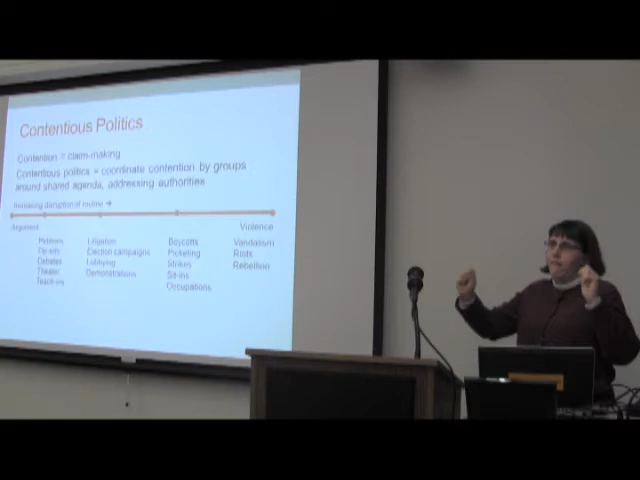 Contentious Politics
Contention = claim-making
Contentious politics = coordinate contention by groups
around shared agenda, addressing authorities
Increasing disruption of routine →
Argument Violence
Petitions Litigation Boycotts Vandalism
Op-eds Election campaigns Picketing Riots
Debates Lobbying Strikes Rebellion
Theater Demonstrations Sit-ins
Teach-ins Occupations